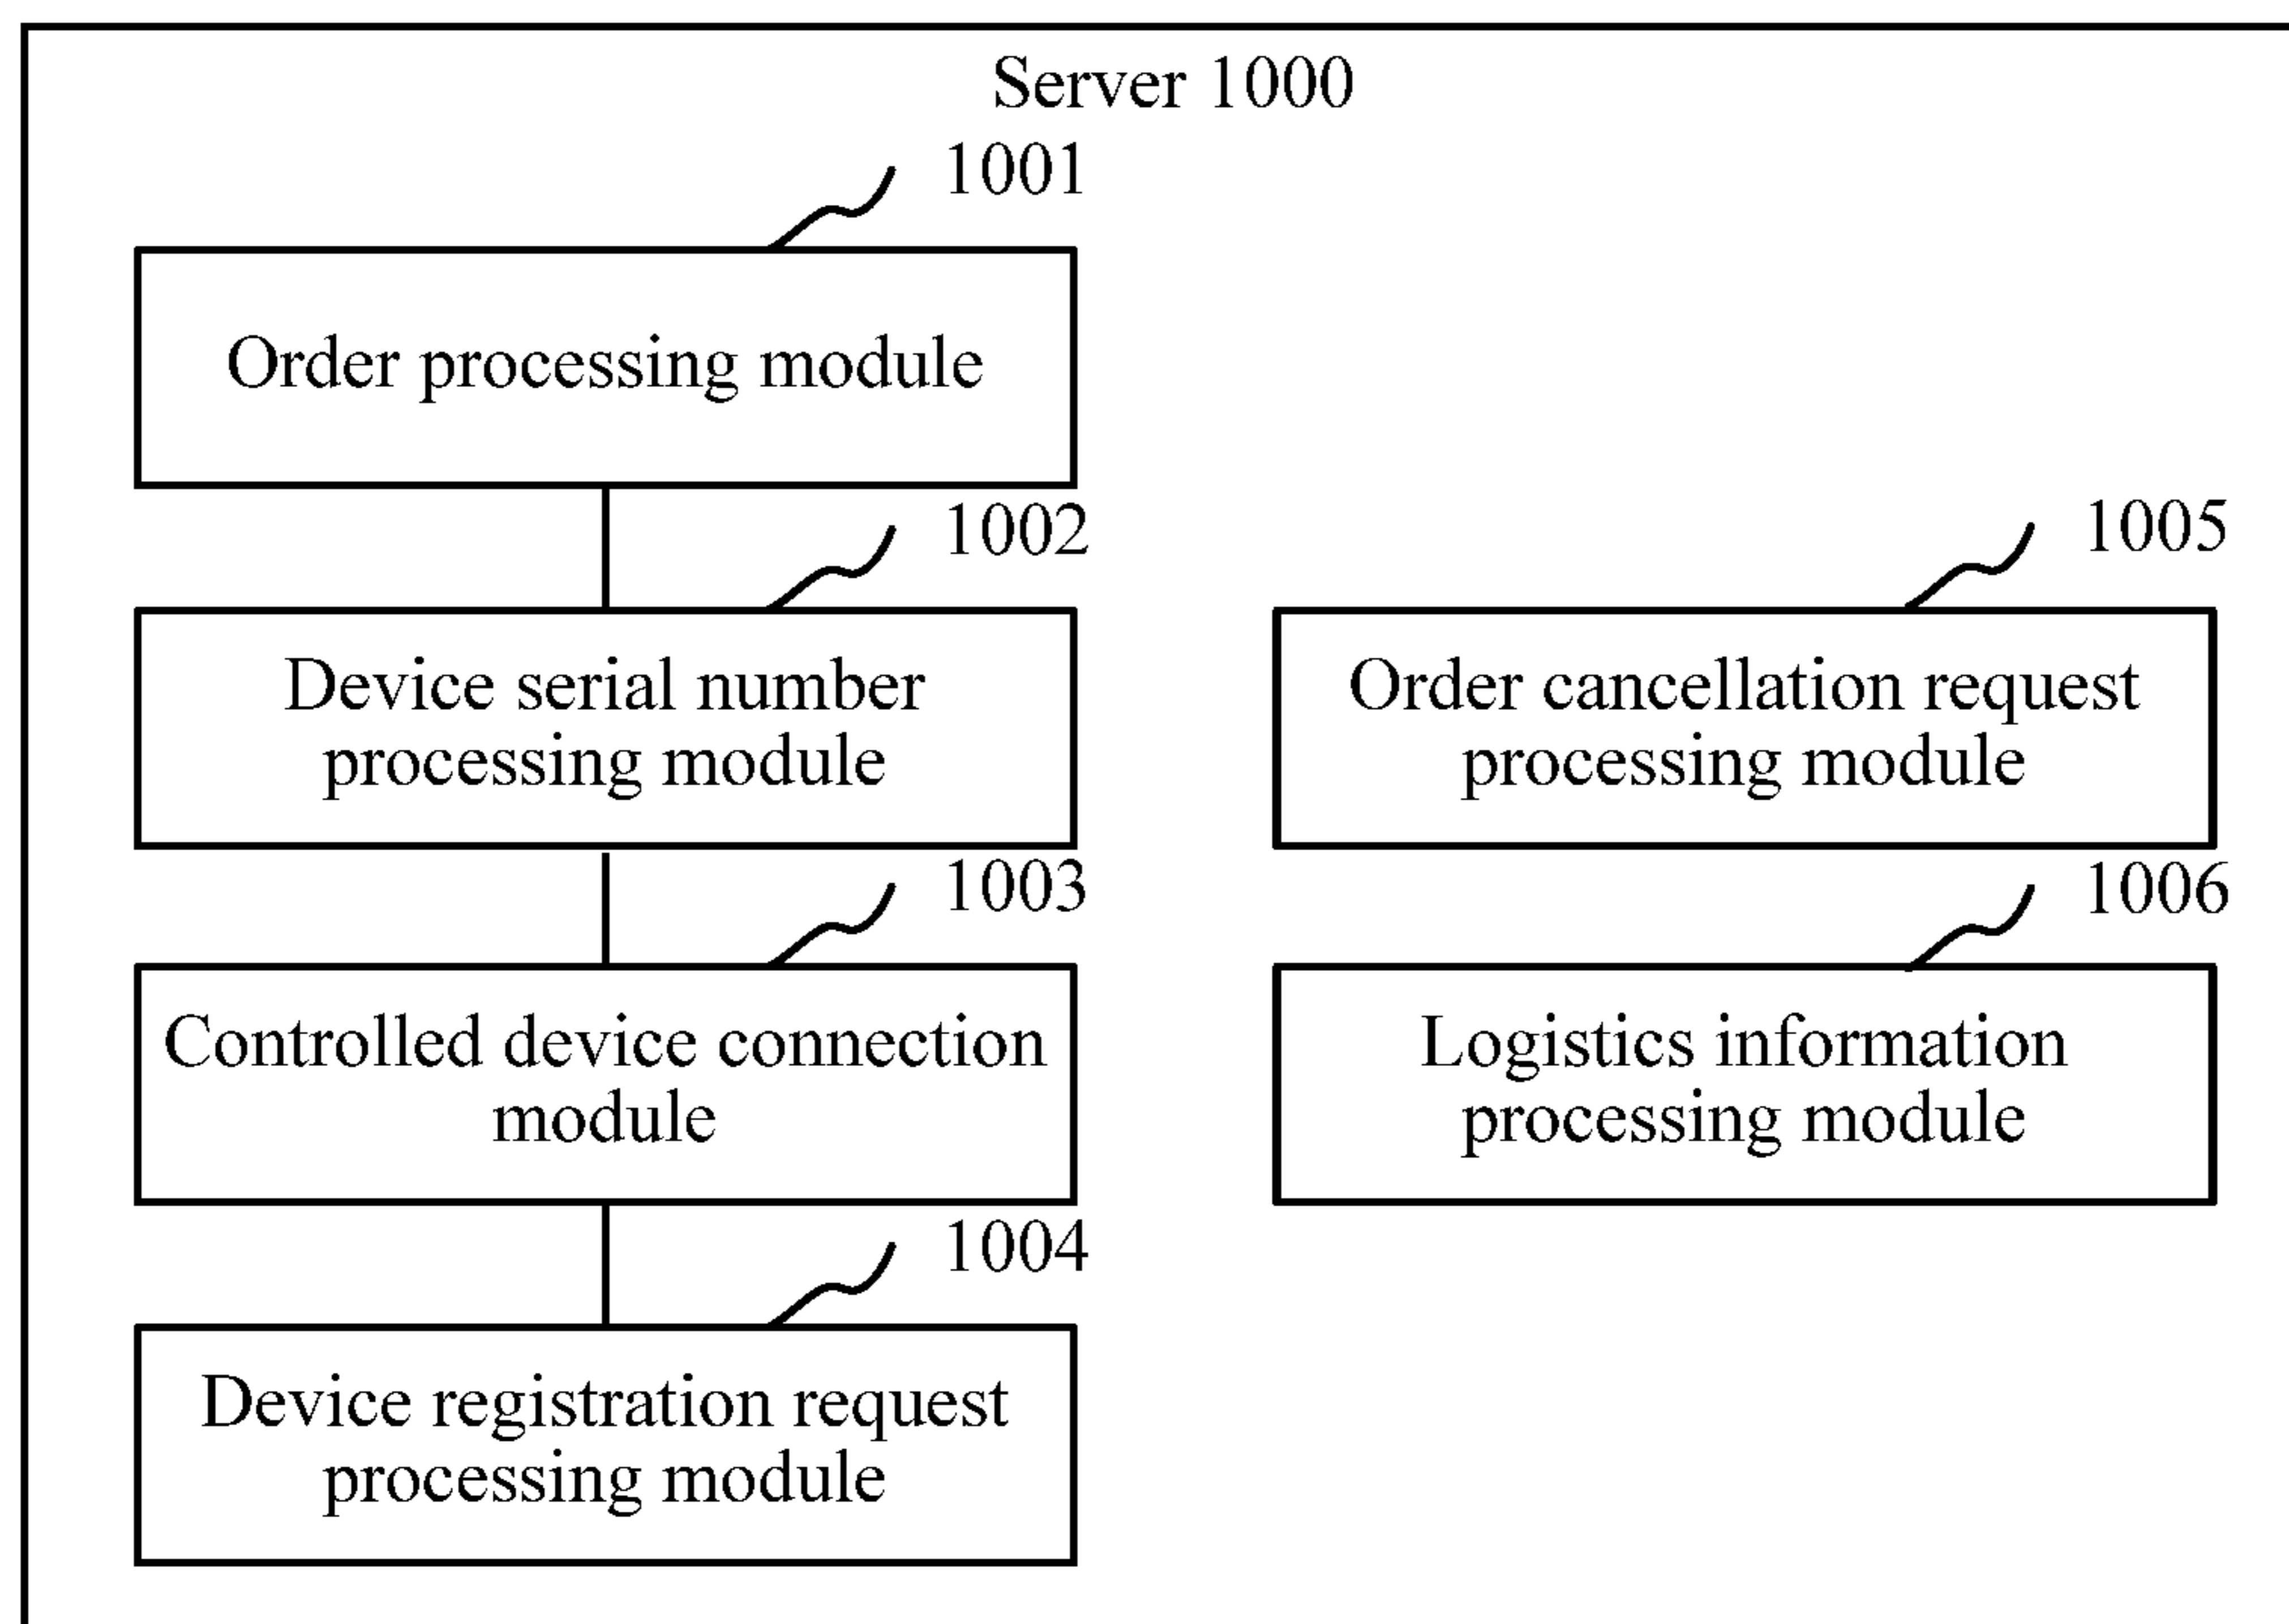 Server 1000
1001
Order processing module
1002
Device serial number
processing module
1003
Controlled device connection
module
1004
Device registration request
processing module
1005
Order cancellation request
processing module
1006
Logistics information
processing module